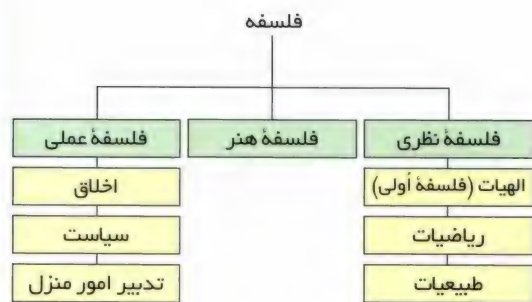 فلسفه
فلسفهٔ نظری
فلسفهٔ هنر
فلسفهٔ عملی
الهیات (فلسفهٔ اُولی)
اخلاق
ریاضیات
سیاست
طبیعیات
تدبیر امور منزل